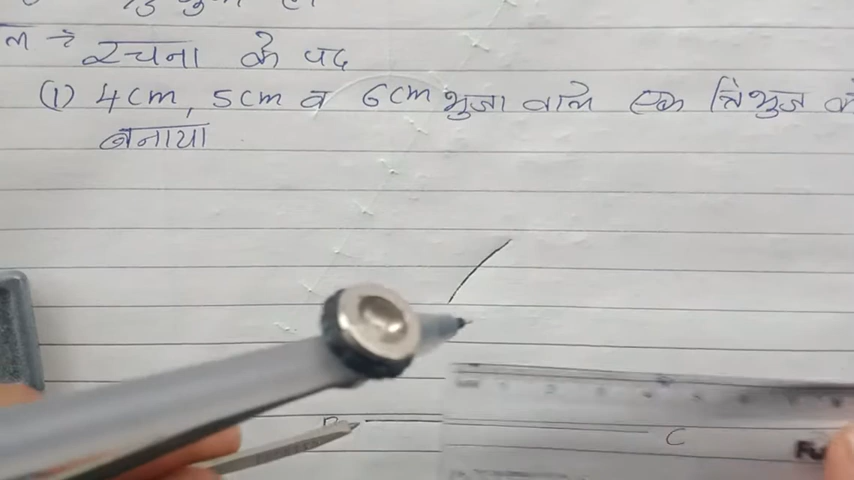 रचना के पद
(1) 4cm, 5cm व 6cm भुजा वाले एक त्रिभुज
बनाया
B
C